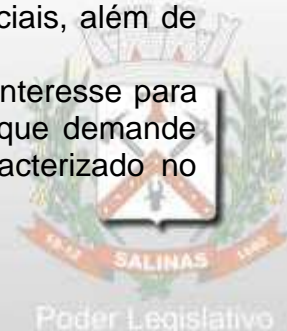 ciais, além de
nteresse para
que demande
acterizado no
SALINAS
Poder Legislativo